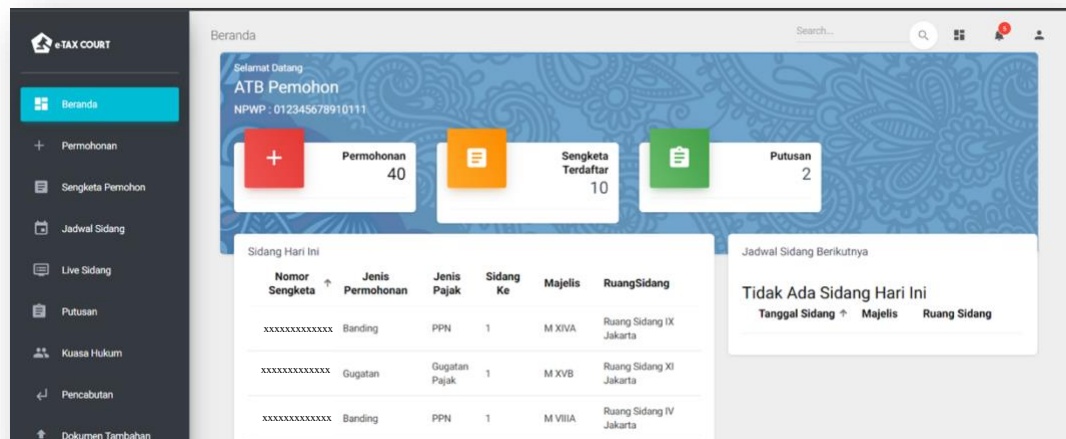 e-TAX COURT
Beranda
Permohonan
Sengketa Pemohon
Jadwal Sidang
Live Sidang
Putusan
Kuasa Hukum
Pencabutan
Dokumen Tambahan
Beranda
Search...
5
Selamat Datang
ATB Pemohon
NPWP : 012345678910111
Permohonan
40
Sengketa
Terdaftar
10
Putusan
2
Sidang Hari Ini
Nomor Sengketa Jenis Permohonan Jenis Pajak Sidang Ke Majelis RuangSidang
xxxxxxxxxxxxx Banding PPN 1 M XIVA Ruang Sidang IX Jakarta
xxxxxxxxxxxxx Gugatan Gugatan Pajak 1 M XVB Ruang Sidang XI Jakarta
xxxxxxxxxxxxx Banding PPN 1 M VIIIA Ruang Sidang IV Jakarta
Jadwal Sidang Berikutnya
Tidak Ada Sidang Hari Ini
Tanggal Sidang Majelis Ruang Sidang